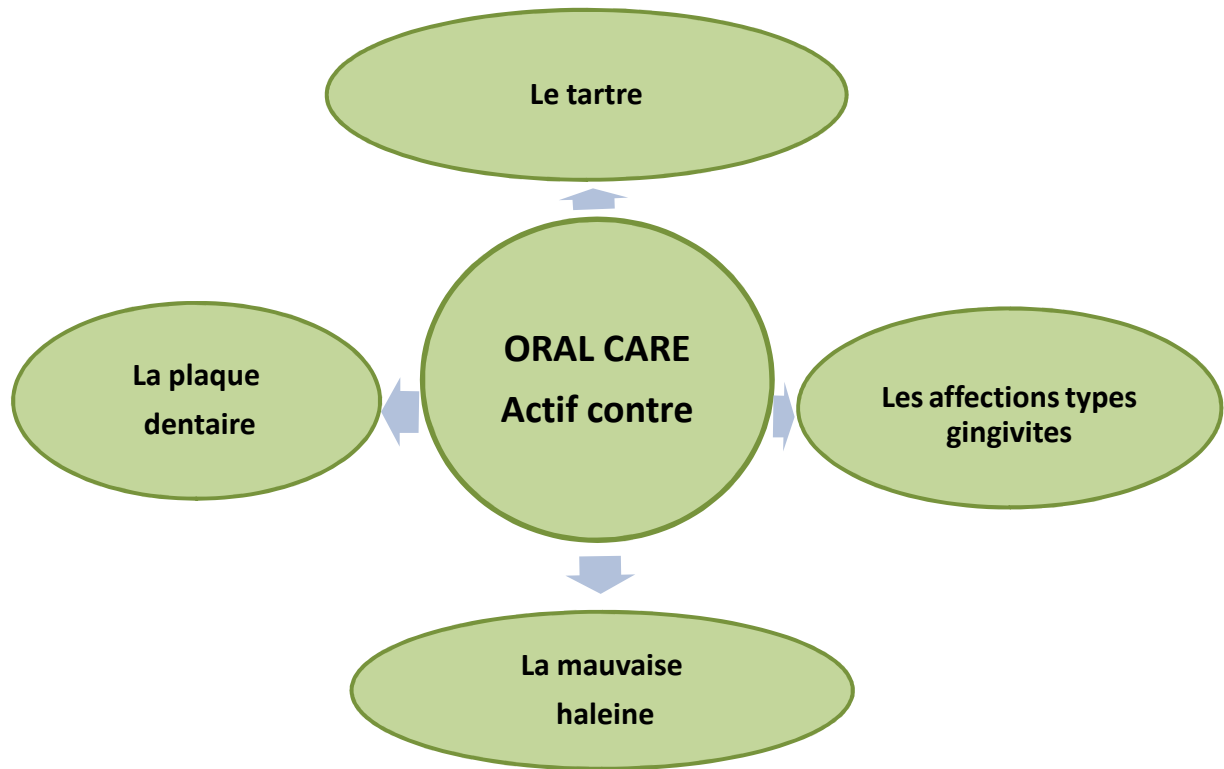 Le tartre
ORAL CARE
Actif contre
La plaque
dentaire
Les affections types
gingivites
La mauvaise
haleine